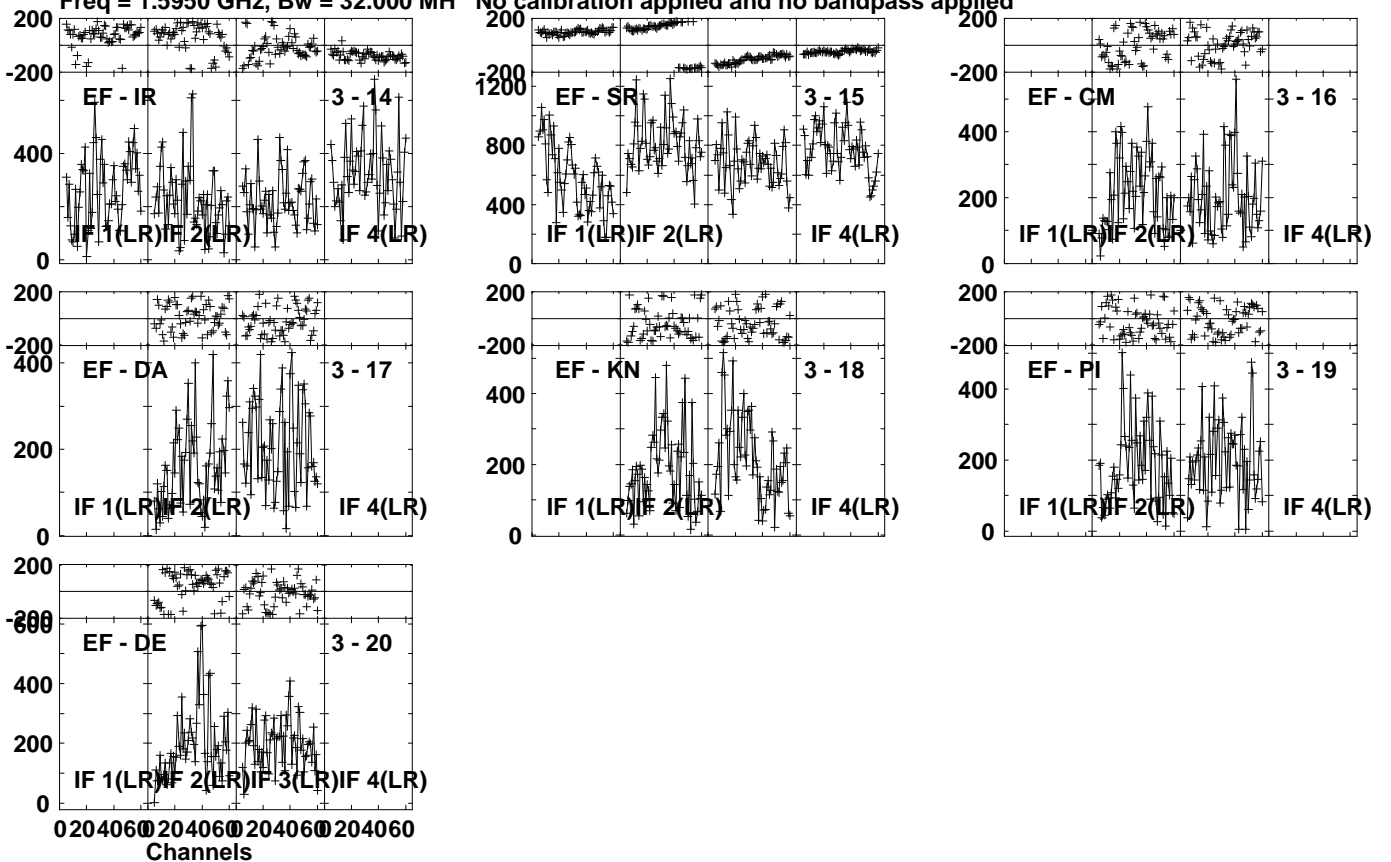 Freq = 1.5950 GHz, Bw = 32.000 MH No calibration applied and no bandpass applied
200
-200
EF - IR 3 - 14
400
IF 1(LR) IF 2(LR) IF 4(LR)
0
200
-200
1200
EF - SR 3 - 15
800
400
IF 1(LR) IF 2(LR) IF 4(LR)
0
200
-200
EF - CM 3 - 16
400
200
IF 1(LR) IF 2(LR) IF 4(LR)
0
200
-200
400
EF - DA 3 - 17
200
IF 1(LR) IF 2(LR) IF 4(LR)
0
200
-200
EF - KN 3 - 18
400
200
IF 1(LR) IF 2(LR) IF 4(LR)
0
200
-200
EF - PI 3 - 19
400
200
IF 1(LR) IF 2(LR) IF 4(LR)
0
200
-200
600
EF - DE 3 - 20
400
200
IF 1(LR) IF 2(LR) IF 3(LR) IF 4(LR)
0
0 20 40 60 0 20 40 60 0 20 40 60 0 20 40 60
Channels